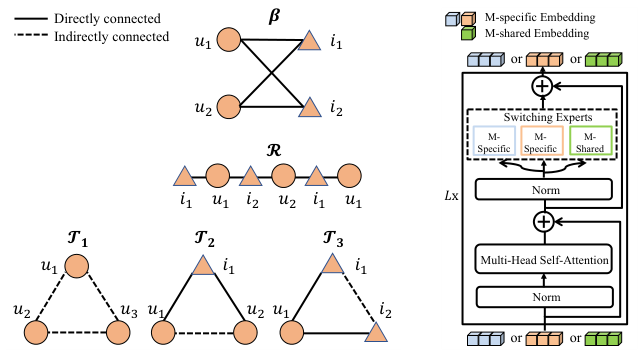 Directly connected
Indirectly connected
β
u₁
i₁
u₂
i₂
ℛ
i₁ u₁ i₂ u₂ i₁ u₁
𝒯₁
u₁
u₂
u₃
𝒯₂
i₁
u₁
u₂
𝒯₃
i₁
u₁
i₂
M-specific Embedding
M-shared Embedding
or or
Switching Experts
M-Specific
M-Specific
M-Shared
Norm
Lx
Multi-Head Self-Attention
Norm
or or